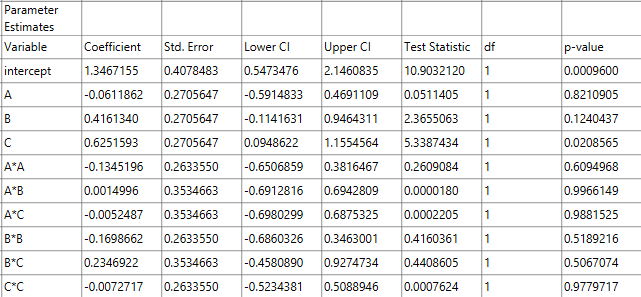 Parameter
Estimates
Variable Coefficient Std. Error Lower CI Upper CI Test Statistic df p-value
intercept 1.3467155 0.4078483 0.5473476 2.1460835 10.9032120 1 0.0009600
A -0.0611862 0.2705647 -0.5914833 0.4691109 0.0511405 1 0.8210905
B 0.4161340 0.2705647 -0.1141631 0.9464311 2.3655063 1 0.1240437
C 0.6251593 0.2705647 0.0948622 1.1554564 5.3387434 1 0.0208565
A*A -0.1345196 0.2633550 -0.6506859 0.3816467 0.2609084 1 0.6094968
A*B 0.0014996 0.3534663 -0.6912816 0.6942809 0.0000180 1 0.9966149
A*C -0.0052487 0.3534663 -0.6980299 0.6875325 0.0002205 1 0.9881525
B*B -0.1698662 0.2633550 -0.6860326 0.3463001 0.4160361 1 0.5189216
B*C 0.2346922 0.3534663 -0.4580890 0.9274734 0.4408605 1 0.5067074
C*C -0.0072717 0.2633550 -0.5234381 0.5088946 0.0007624 1 0.9779717